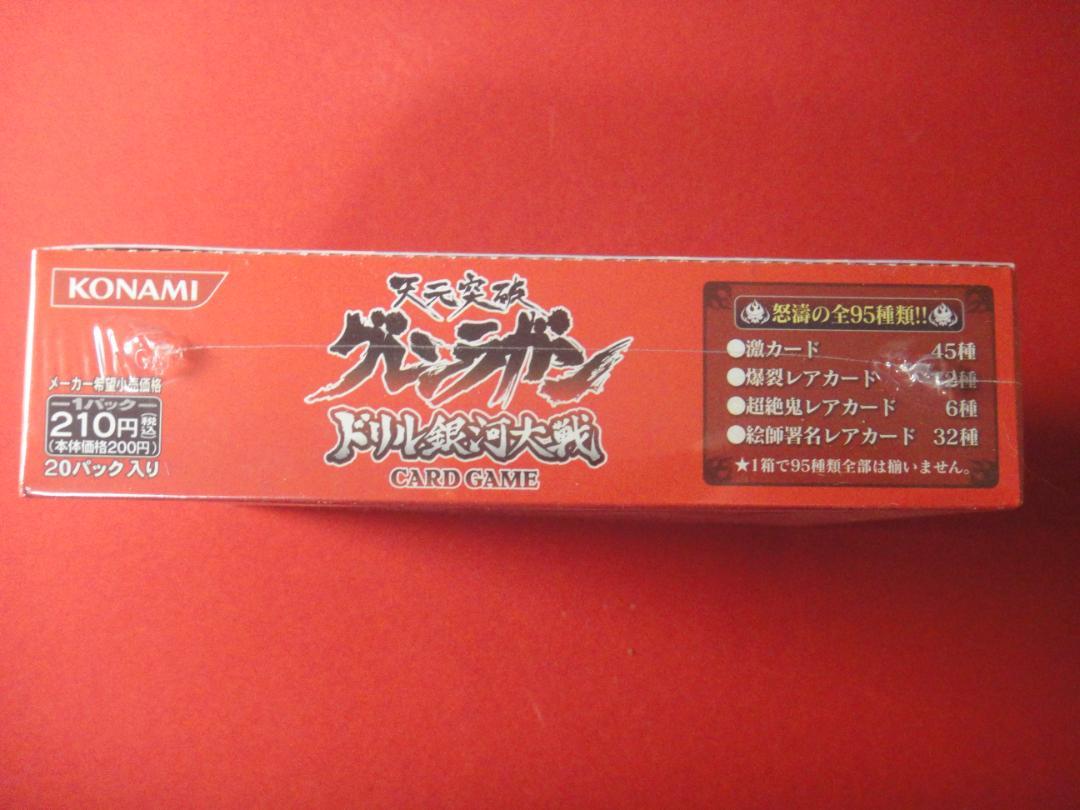 KONAMI
メーカー希望小売価格
1パック
210円(税込)
(本体価格200円)
20パック入り
天元突破
グレンラガン
ドリル銀河大戦
CARD GAME
怒濤の全95種類!!
●激カード 45種
●爆裂レアカード 12種
●超絶鬼レアカード 6種
●絵師署名レアカード 32種
★1箱で95種類全部は揃いません。